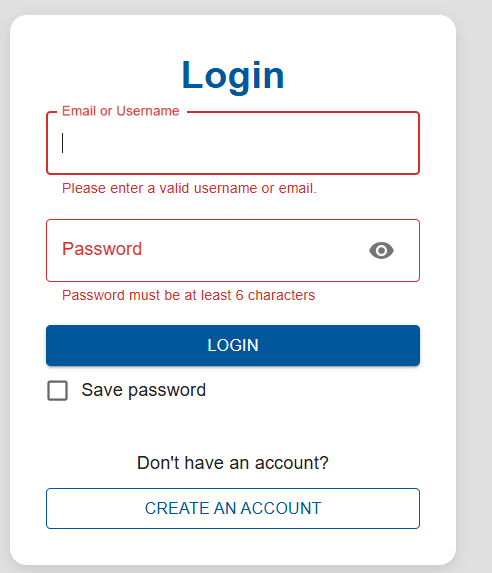 Login
Email or Username
Please enter a valid username or email.
Password
Password must be at least 6 characters
LOGIN
Save password
Don't have an account?
CREATE AN ACCOUNT